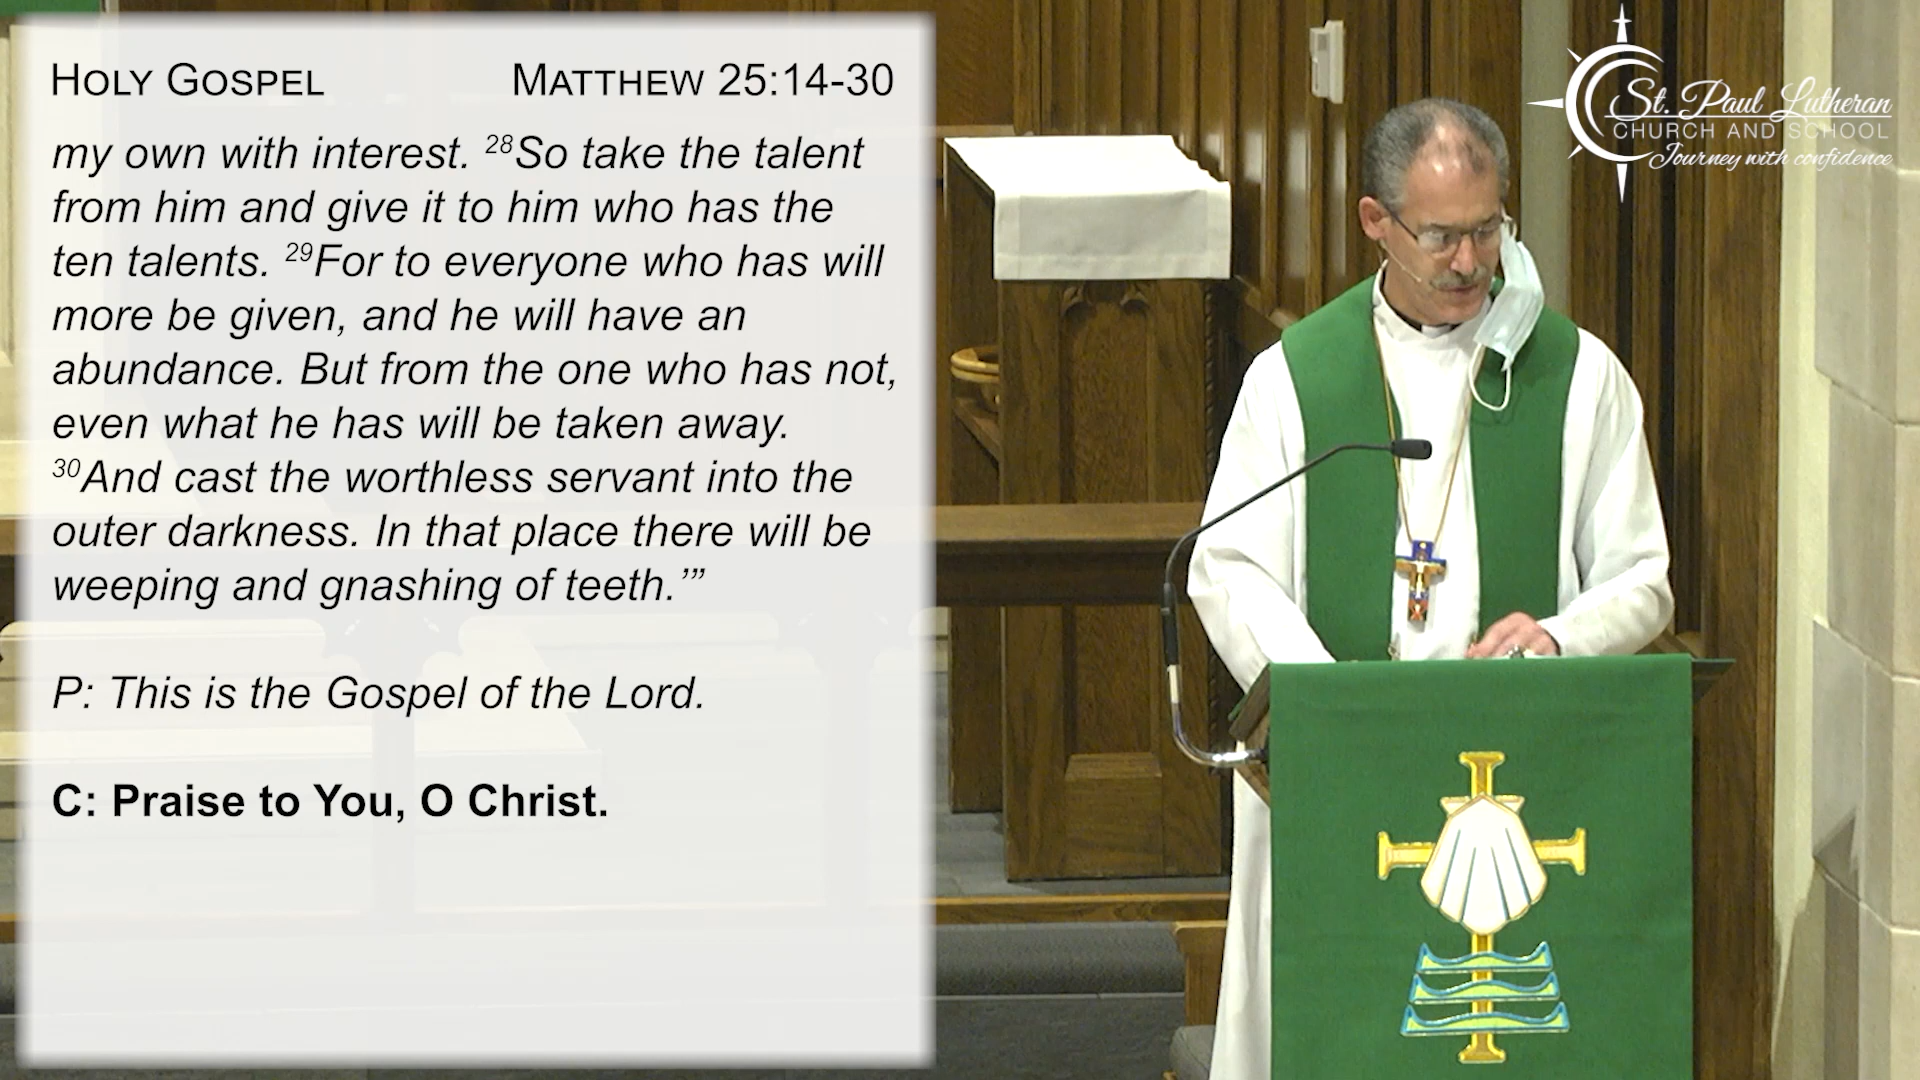 HOLY GOSPEL MATTHEW 25:14-30
my own with interest. 28So take the talent
from him and give it to him who has the
ten talents. 29For to everyone who has will
more be given, and he will have an
abundance. But from the one who has not,
even what he has will be taken away.
30And cast the worthless servant into the
outer darkness. In that place there will be
weeping and gnashing of teeth.’”
P: This is the Gospel of the Lord.
C: Praise to You, O Christ.
St. Paul Lutheran
CHURCH AND SCHOOL
Journey with confidence